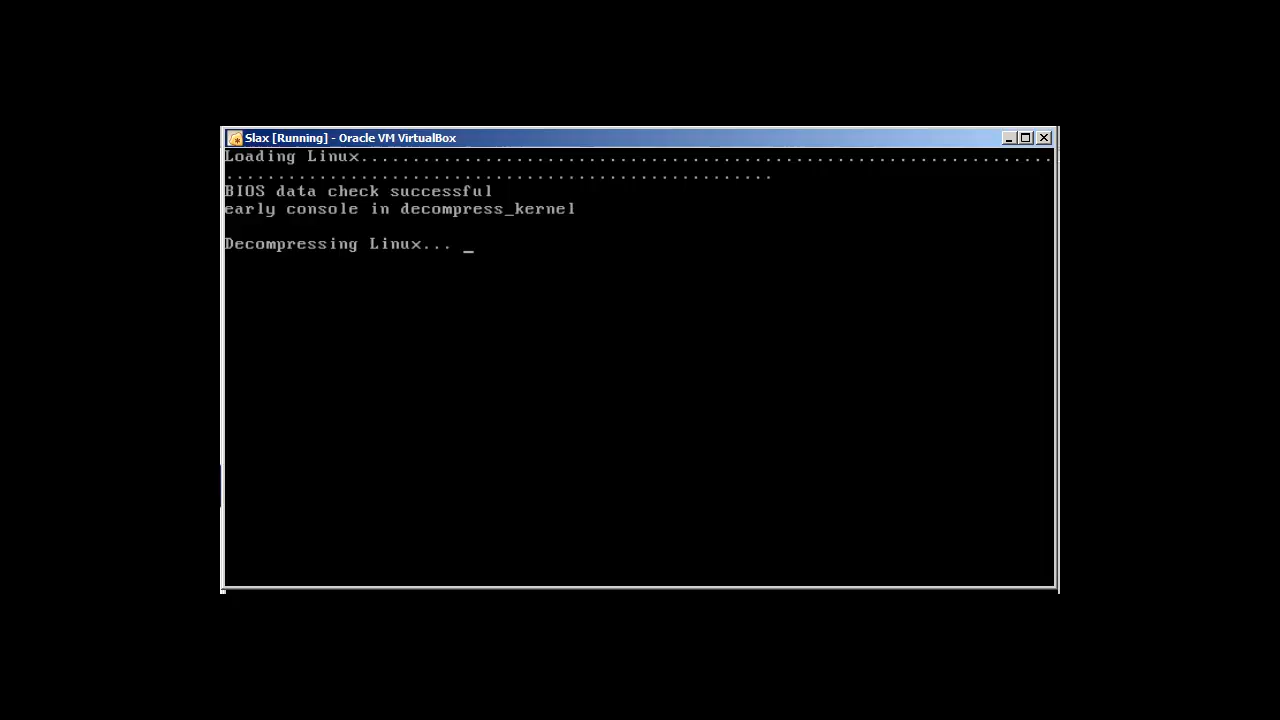 Slax [Running] - Oracle VM VirtualBox
Loading Linux...................................................................
.....................................................
BIOS data check successful
early console in decompress_kernel
Decompressing Linux... _